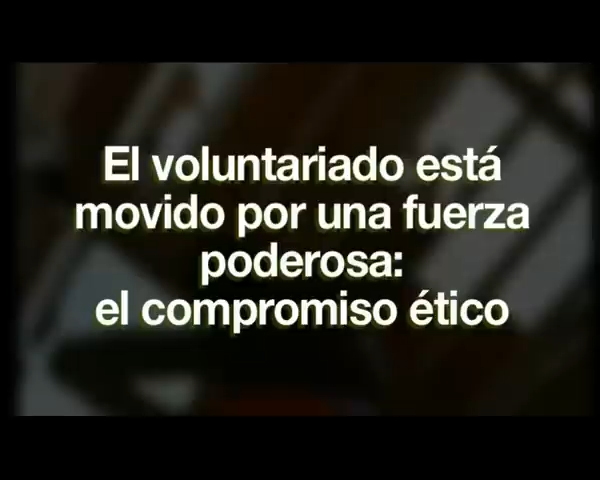 El voluntariado está
movido por una fuerza
poderosa:
el compromiso ético